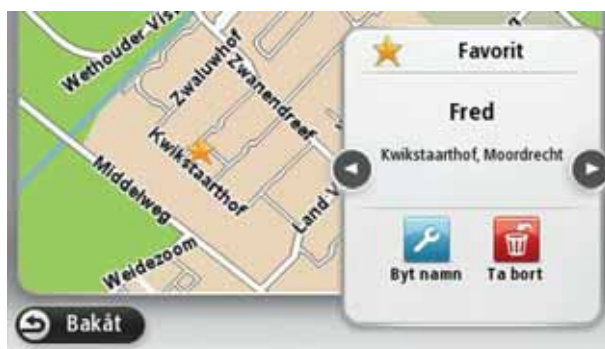 Wethouder Vis
Zwaluwhof
Zwanendreef
Kwikstaarthof
Middelweg
Weidezoom
Land V
Favorit
Fred
Kwikstaarthof, Moordrecht
Byt namn
Ta bort
Bakåt